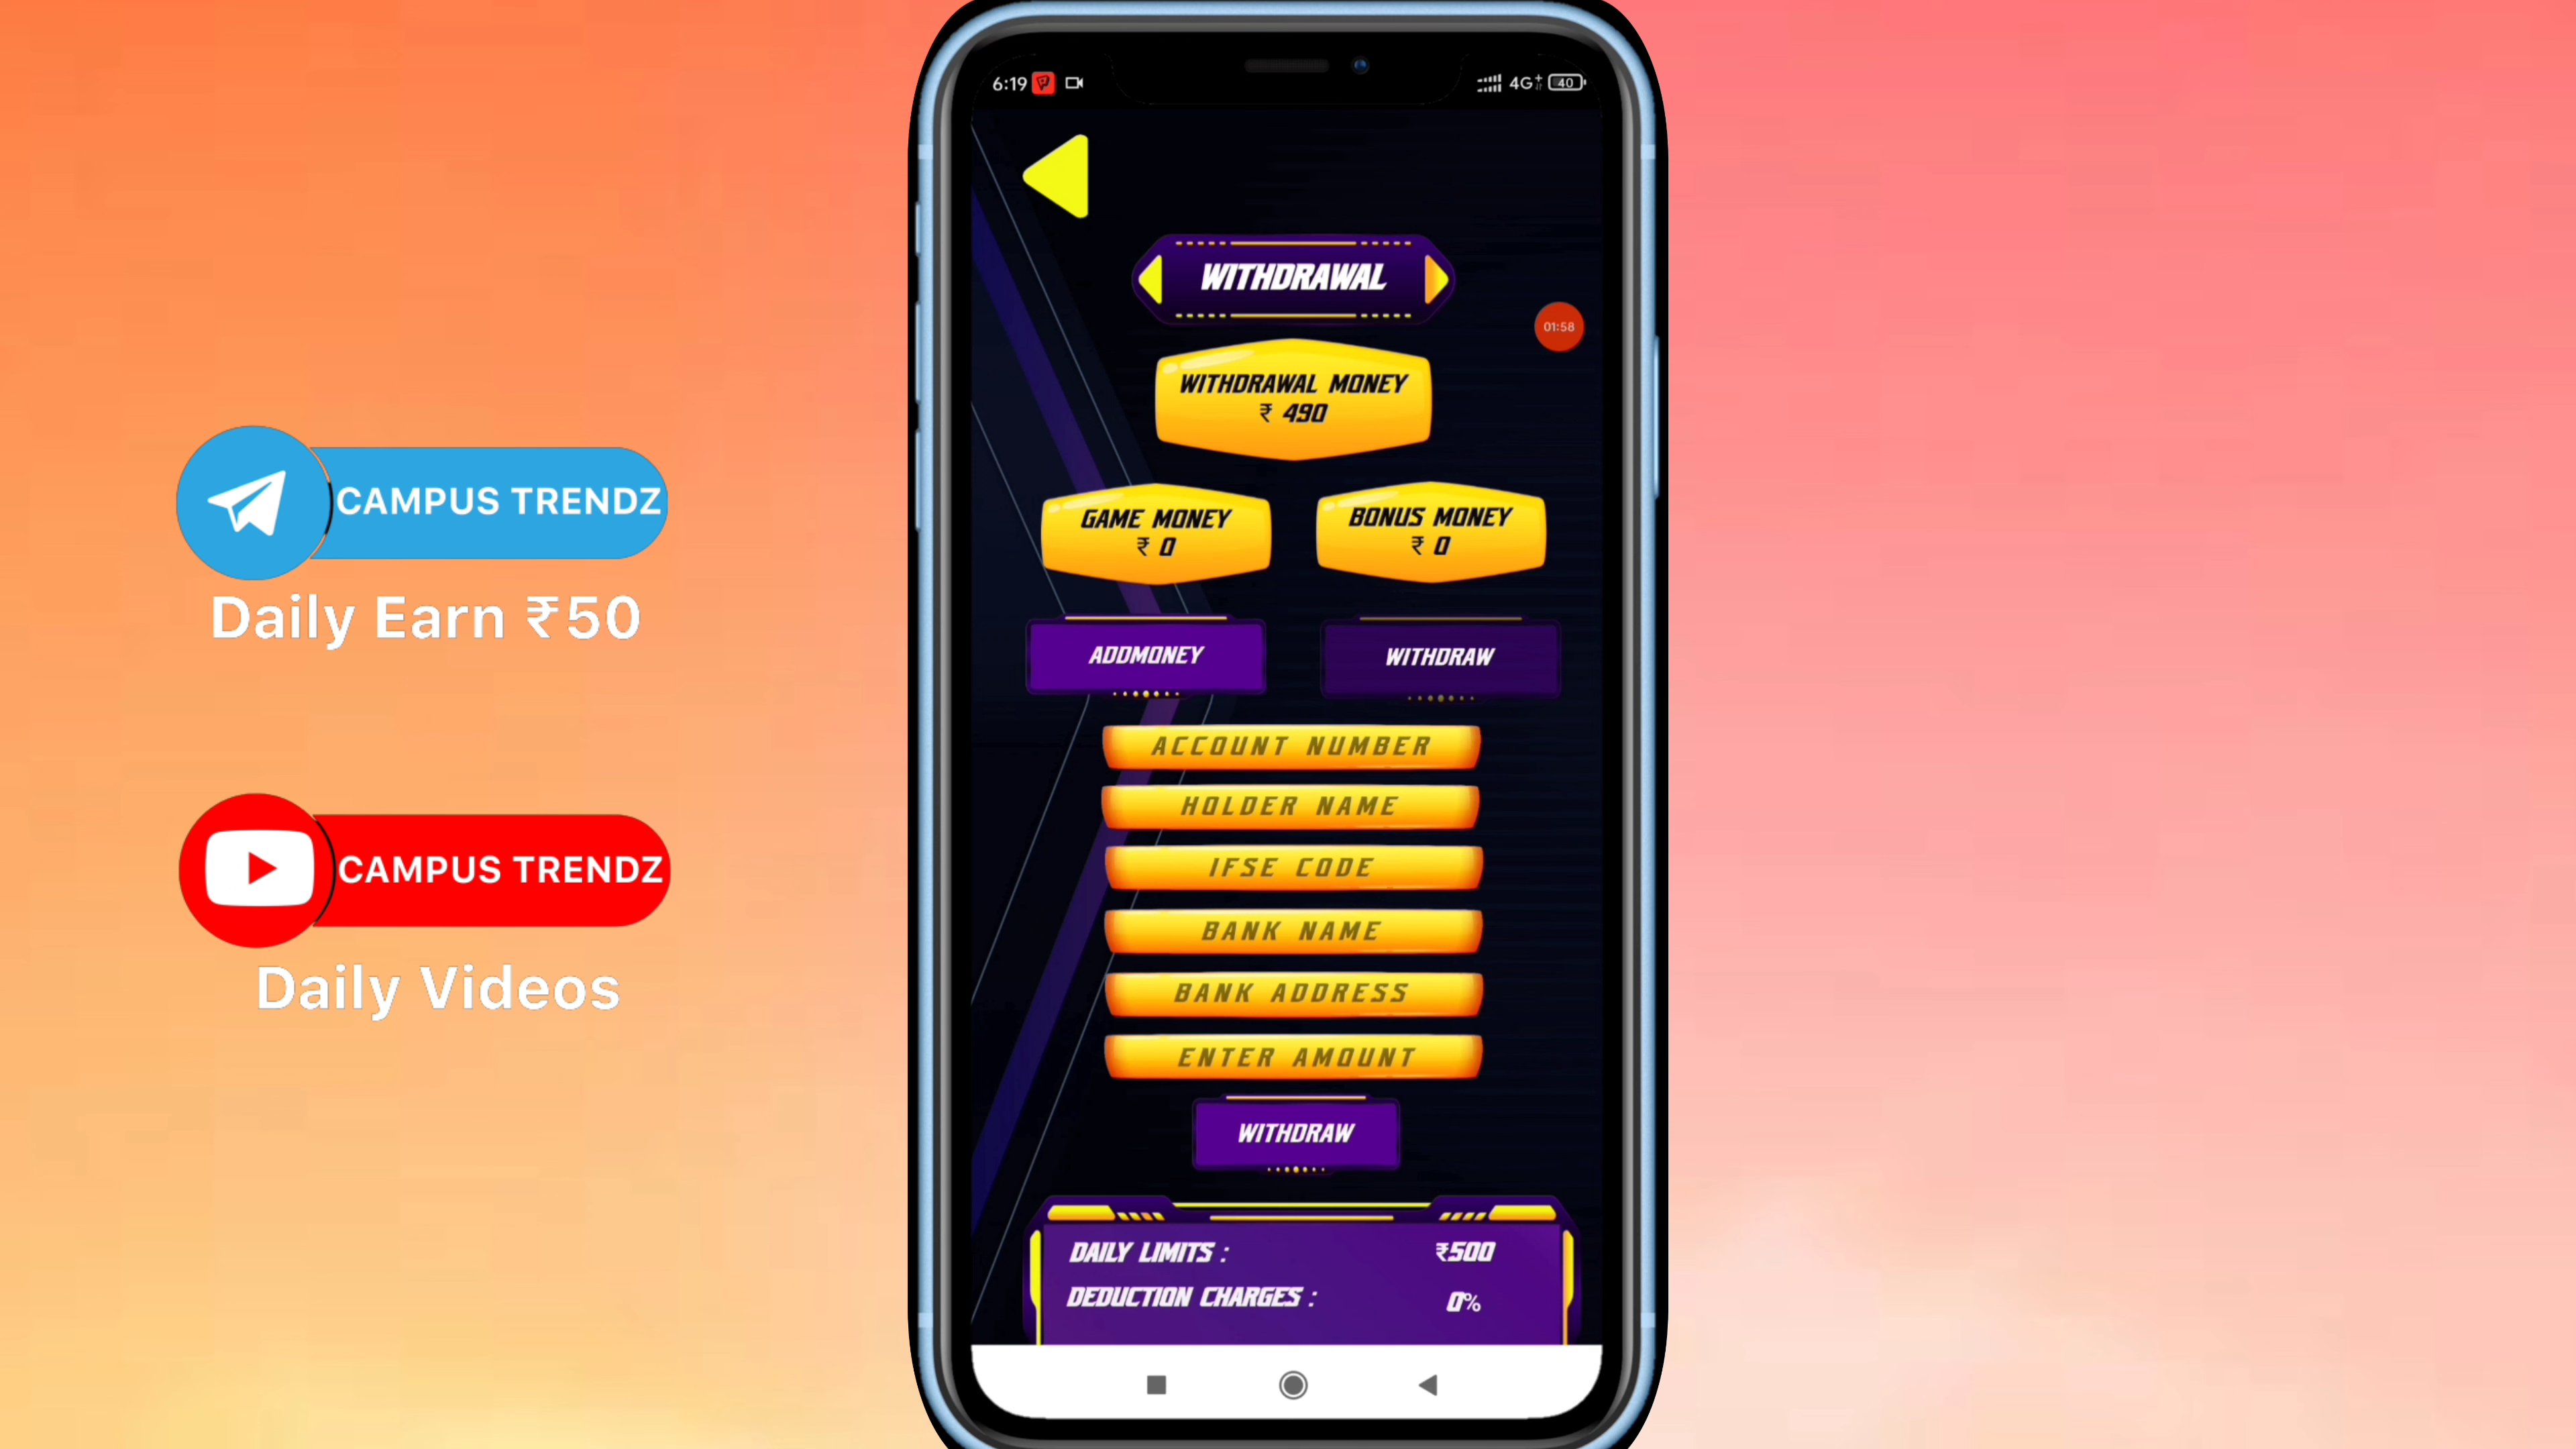 CAMPUS TRENDZ
Daily Earn ₹50
CAMPUS TRENDZ
Daily Videos
6:19
4G+ 40
WITHDRAWAL
01:58
WITHDRAWAL MONEY
₹ 490
GAME MONEY
₹ 0
BONUS MONEY
₹ 0
ADDMONEY
WITHDRAW
ACCOUNT NUMBER
HOLDER NAME
IFSE CODE
BANK NAME
BANK ADDRESS
ENTER AMOUNT
WITHDRAW
DAILY LIMITS : ₹500
DEDUCTION CHARGES : 0%